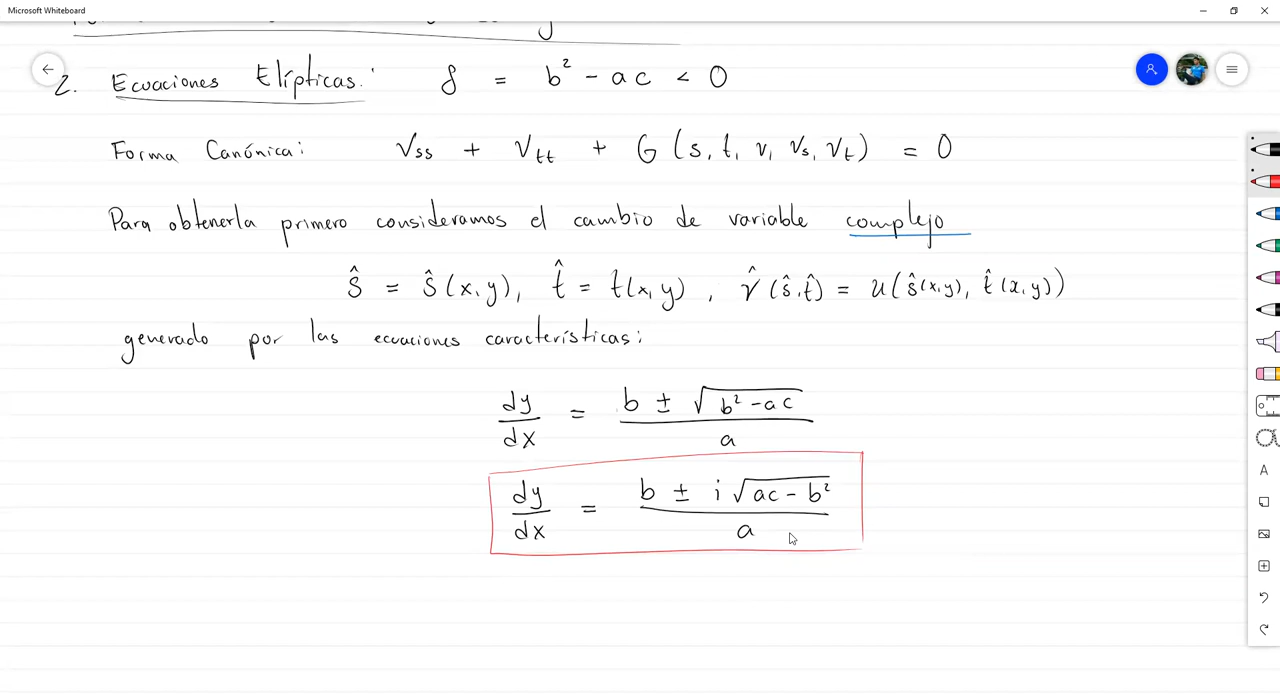 Microsoft Whiteboard
2. Ecuaciones Elípticas: δ = b² - ac < 0
Forma Canónica: Vss + Vtt + G (s, t, v, Vs, Vt) = 0
Para obtenerla primero consideramos el cambio de variable complejo
ŝ = ŝ(x,y), t̂ = t(x,y), v̂(ŝ,t̂) = u(ŝ(x,y), t̂(x,y))
generado por las ecuaciones características:
dy/dx = (b ± √(b² - ac))/a
dy/dx = (b ± i√(ac - b²))/a
A